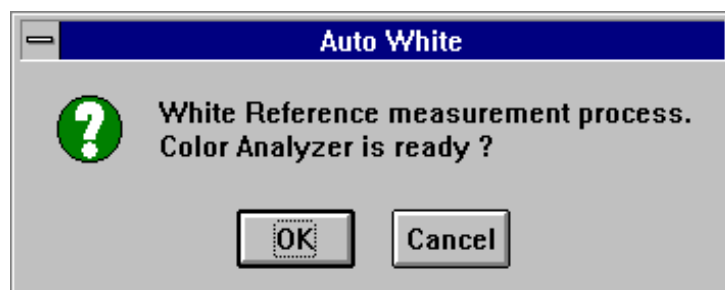 Auto White
White Reference measurement process.
Color Analyzer is ready ?
OK
Cancel